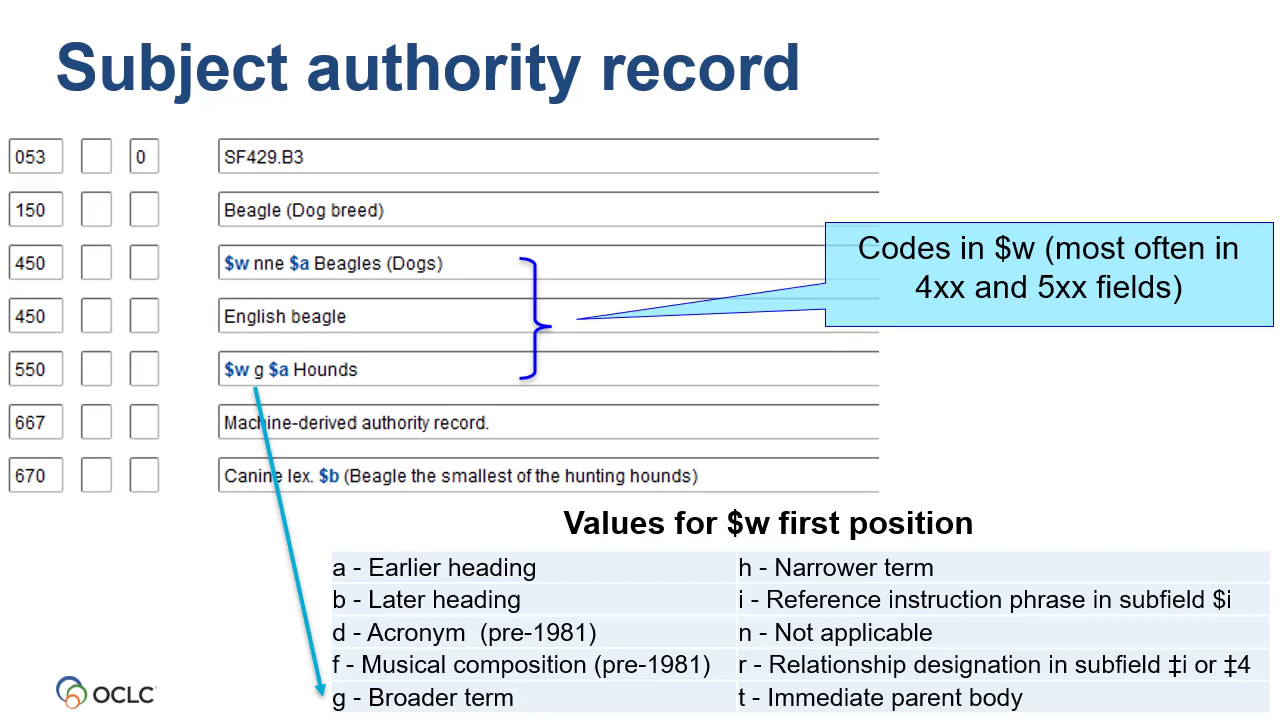 Subject authority record
053 0 SF429.B3
150 Beagle (Dog breed)
450 $w nne $a Beagles (Dogs)
Codes in $w (most often in
4xx and 5xx fields)
450 English beagle
550 $w g $a Hounds
667 Machine-derived authority record.
670 Canine lex. $b (Beagle the smallest of the hunting hounds)
Values for $w first position
a - Earlier heading h - Narrower term
b - Later heading i - Reference instruction phrase in subfield $i
d - Acronym (pre-1981) n - Not applicable
f - Musical composition (pre-1981) r - Relationship designation in subfield ‡i or ‡4
g - Broader term t - Immediate parent body
OCLC